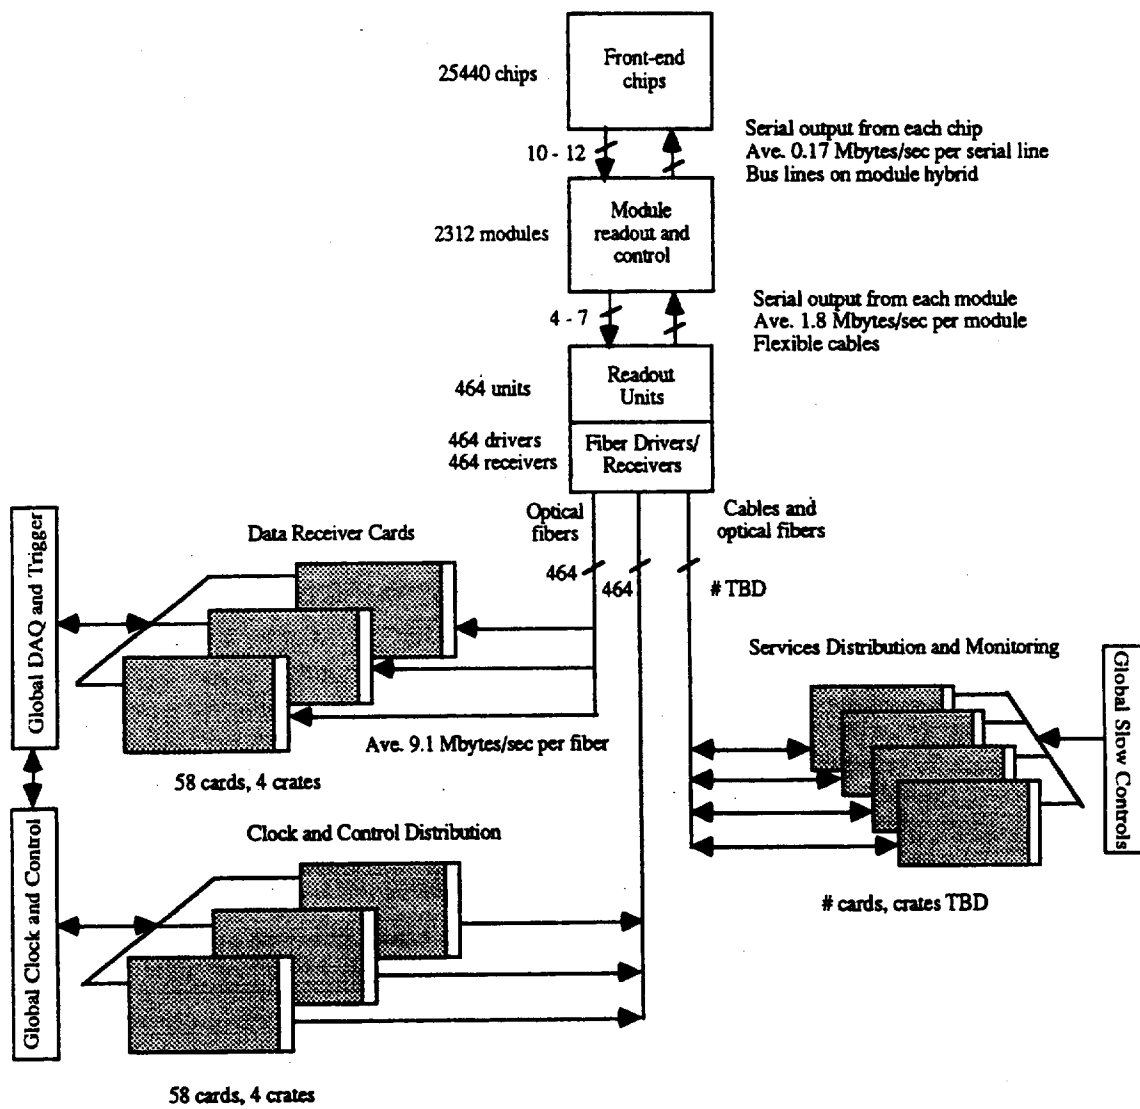 Front-end
chips
25440 chips
Serial output from each chip
Ave. 0.17 Mbytes/sec per serial line
Bus lines on module hybrid
10 - 12
Module
readout and
control
2312 modules
Serial output from each module
Ave. 1.8 Mbytes/sec per module
Flexible cables
4 - 7
Readout
Units
464 units
464 drivers
464 receivers
Fiber Drivers/
Receivers
Optical
fibers
Cables and
optical fibers
464
464
# TBD
Global DAQ and Trigger
Data Receiver Cards
Ave. 9.1 Mbytes/sec per fiber
58 cards, 4 crates
Services Distribution and Monitoring
Global Slow Controls
# cards, crates TBD
Global Clock and Control
Clock and Control Distribution
58 cards, 4 crates